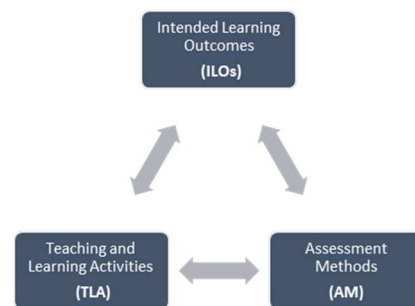 Intended Learning
Outcomes
(ILOs)
Teaching and
Learning Activities
(TLA)
Assessment
Methods
(AM)